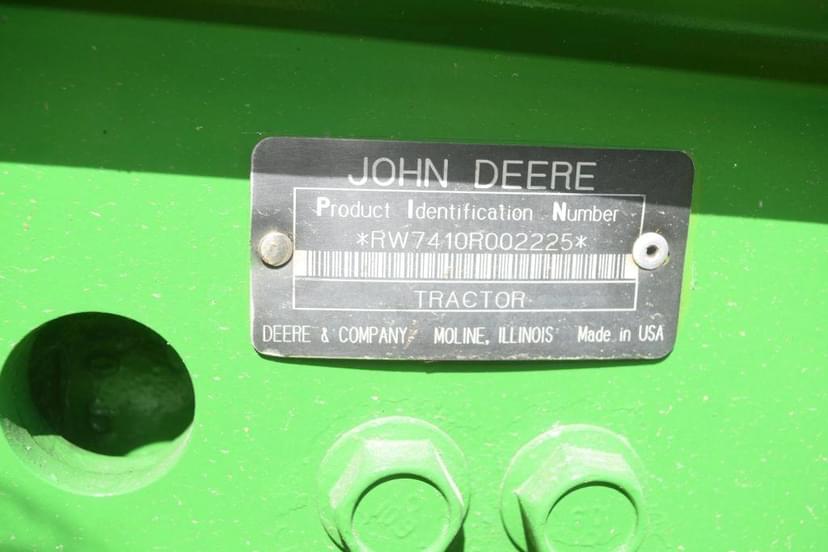 JOHN DEERE
Product Identification Number
*RW7410R002225*
TRACTOR
DEERE & COMPANY MOLINE, ILLINOIS Made in USA